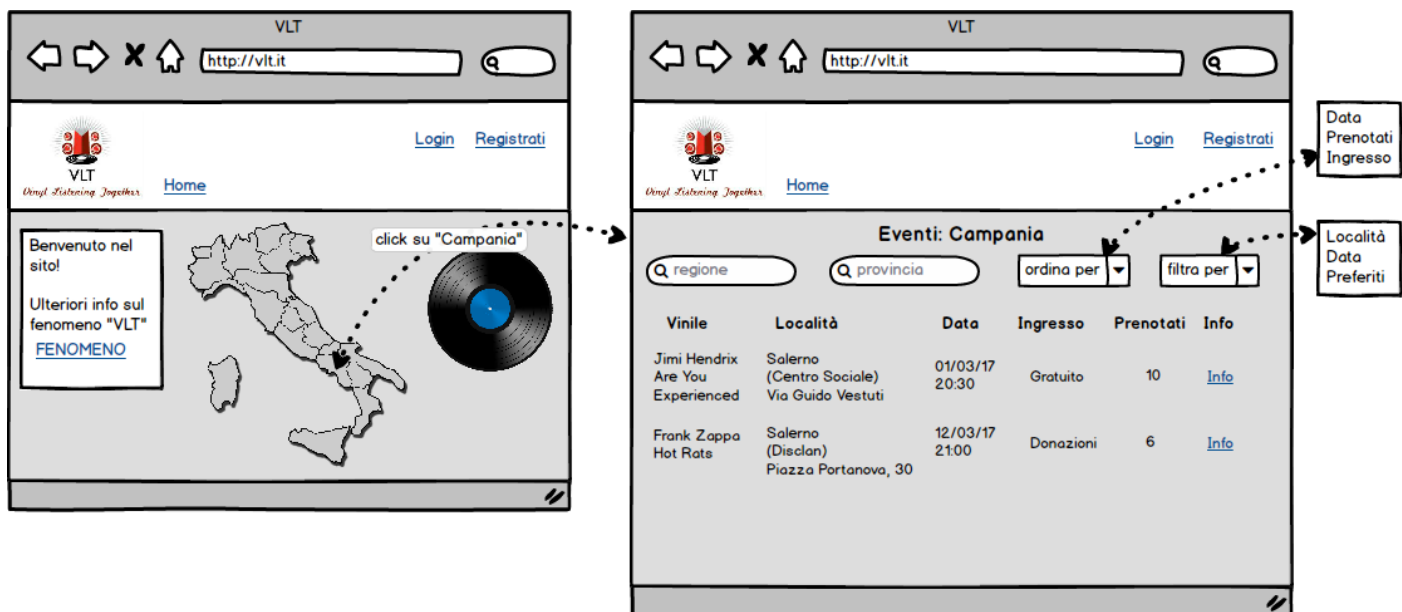 VLT
http://vlt.it
VLT
Vinyl Listening Together
Home
Login
Registrati
Benvenuto nel
sito!
Ulteriori info sul
fenomeno "VLT"
FENOMENO
click su "Campania"
VLT
http://vlt.it
VLT
Vinyl Listening Together
Home
Login
Registrati
Eventi: Campania
regione
provincia
ordina per
filtra per
Vinile Località Data Ingresso Prenotati Info
Jimi Hendrix
Are You
Experienced
Salerno
(Centro Sociale)
Via Guido Vestuti
01/03/17
20:30
Gratuito
10
Info
Frank Zappa
Hot Rats
Salerno
(Disclan)
Piazza Portanova, 30
12/03/17
21:00
Donazioni
6
Info
Data
Prenotati
Ingresso
Località
Data
Preferiti